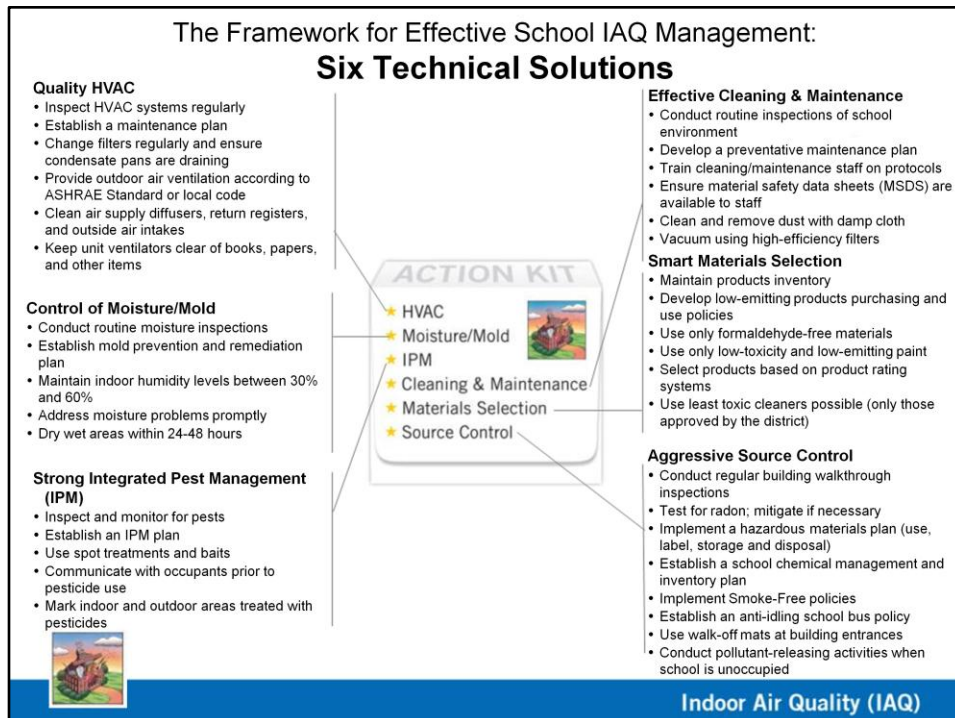 The Framework for Effective School IAQ Management:
Six Technical Solutions
Quality HVAC
• Inspect HVAC systems regularly
• Establish a maintenance plan
• Change filters regularly and ensure
condensate pans are draining
• Provide outdoor air ventilation according to
ASHRAE Standard or local code
• Clean air supply diffusers, return registers,
and outside air intakes
• Keep unit ventilators clear of books, papers,
and other items
Control of Moisture/Mold
• Conduct routine moisture inspections
• Establish mold prevention and remediation
plan
• Maintain indoor humidity levels between 30%
and 60%
• Address moisture problems promptly
• Dry wet areas within 24-48 hours
Strong Integrated Pest Management
(IPM)
• Inspect and monitor for pests
• Establish an IPM plan
• Use spot treatments and baits
• Communicate with occupants prior to
pesticide use
• Mark indoor and outdoor areas treated with
pesticides
ACTION KIT
HVAC
Moisture/Mold
IPM
Cleaning & Maintenance
Materials Selection
Source Control
Effective Cleaning & Maintenance
• Conduct routine inspections of school
environment
• Develop a preventative maintenance plan
• Train cleaning/maintenance staff on protocols
• Ensure material safety data sheets (MSDS) are
available to staff
• Clean and remove dust with damp cloth
• Vacuum using high-efficiency filters
Smart Materials Selection
• Maintain products inventory
• Develop low-emitting products purchasing and
use policies
• Use only formaldehyde-free materials
• Use only low-toxicity and low-emitting paint
• Select products based on product rating
systems
• Use least toxic cleaners possible (only those
approved by the district)
Aggressive Source Control
• Conduct regular building walkthrough
inspections
• Test for radon; mitigate if necessary
• Implement a hazardous materials plan (use,
label, storage and disposal)
• Establish a school chemical management and
inventory plan
• Implement Smoke-Free policies
• Establish an anti-idling school bus policy
• Use walk-off mats at building entrances
• Conduct pollutant-releasing activities when
school is unoccupied
Indoor Air Quality (IAQ)